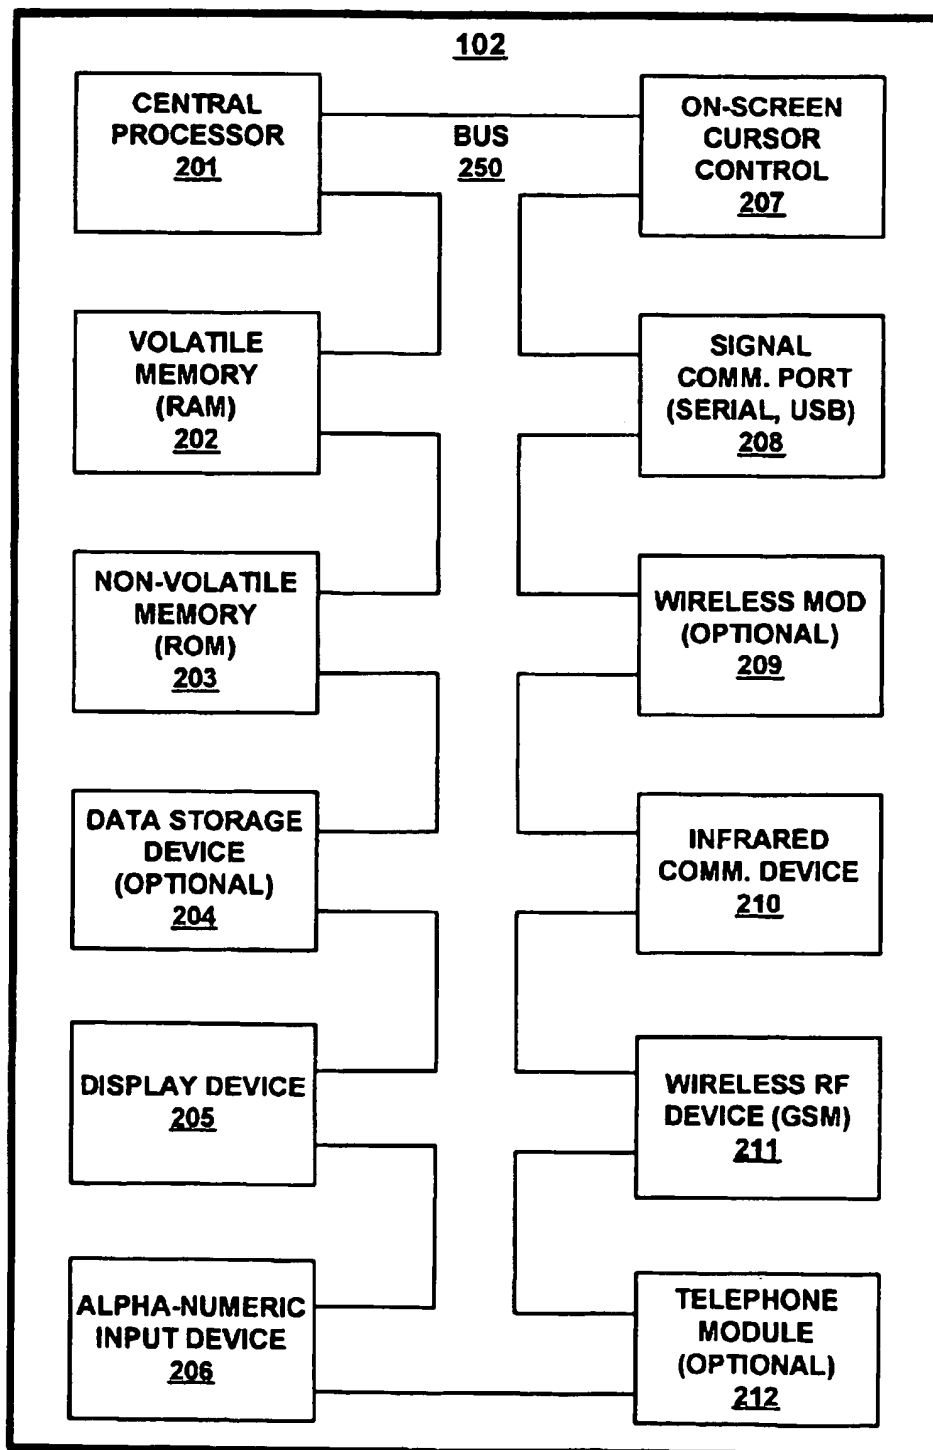 102
CENTRAL
PROCESSOR
201
BUS
250
ON-SCREEN
CURSOR
CONTROL
207
VOLATILE
MEMORY
(RAM)
202
SIGNAL
COMM. PORT
(SERIAL, USB)
208
NON-VOLATILE
MEMORY
(ROM)
203
WIRELESS MOD
(OPTIONAL)
209
DATA STORAGE
DEVICE
(OPTIONAL)
204
INFRARED
COMM. DEVICE
210
DISPLAY DEVICE
205
WIRELESS RF
DEVICE (GSM)
211
ALPHA-NUMERIC
INPUT DEVICE
206
TELEPHONE
MODULE
(OPTIONAL)
212